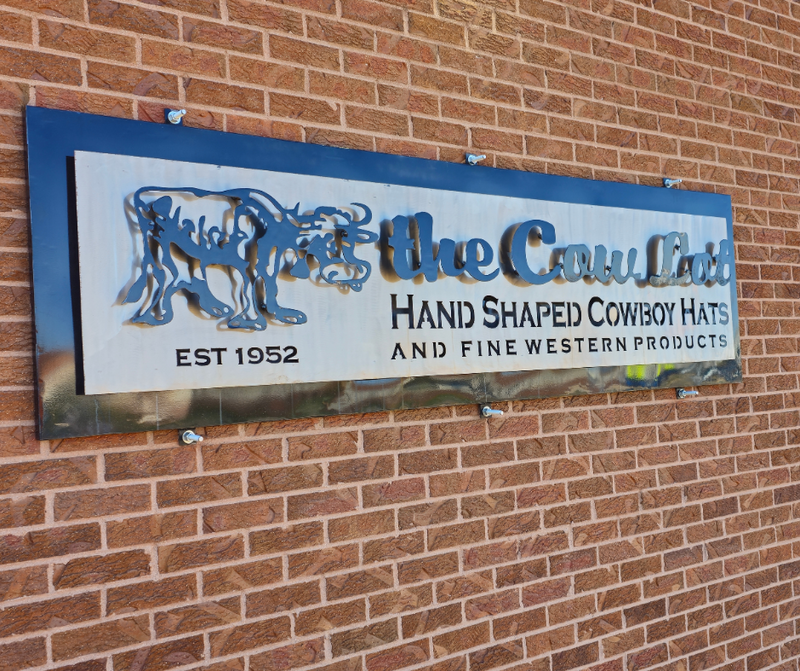 the Cow Lot
HAND SHAPED COWBOY HATS
AND FINE WESTERN PRODUCTS
EST 1952